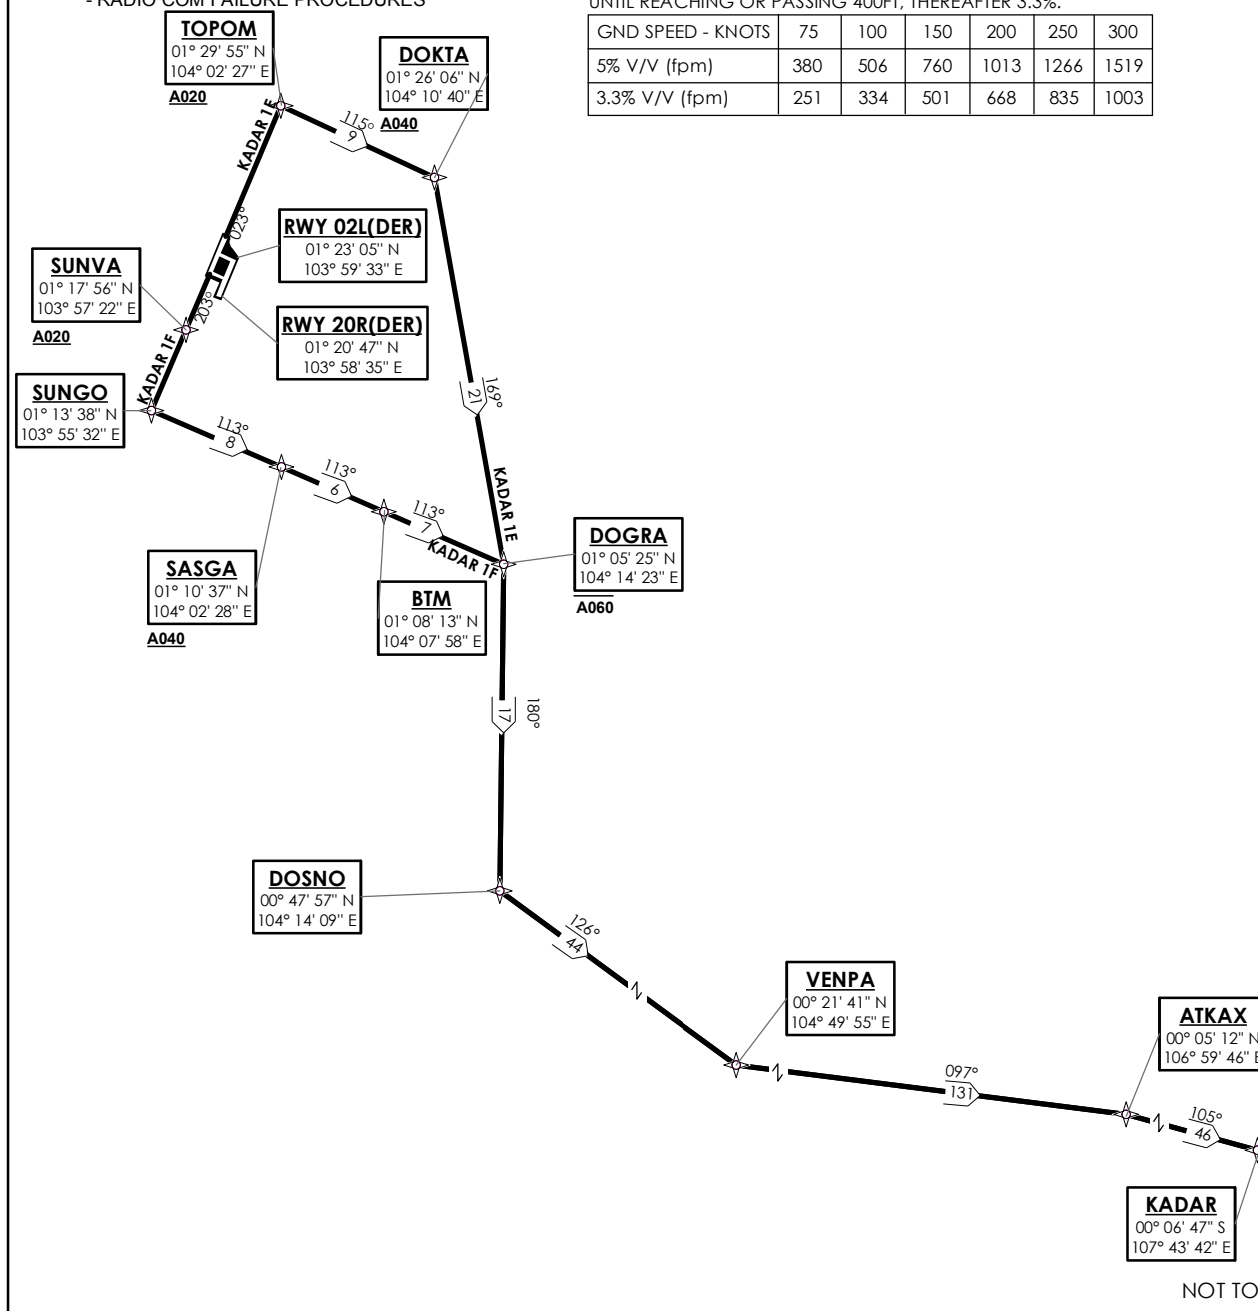 - RADIO COM FAILURE PROCEDURES
UNTIL REACHING OR PASSING 400FT, THEREAFTER 3.3%.
GND SPEED - KNOTS 75 100 150 200 250 300
5% V/V (fpm) 380 506 760 1013 1266 1519
3.3% V/V (fpm) 251 334 501 668 835 1003
TOPOM
01° 29' 55" N
104° 02' 27" E
A020
DOKTA
01° 26' 06" N
104° 10' 40" E
A040
KADAR 1E
115°
9
023°
RWY 02L(DER)
01° 23' 05" N
103° 59' 33" E
SUNVA
01° 17' 56" N
103° 57' 22" E
A020
203°
RWY 20R(DER)
01° 20' 47" N
103° 58' 35" E
KADAR 1F
SUNGO
01° 13' 38" N
103° 55' 32" E
169°
21
113°
8
113°
6
113°
7
KADAR 1E
KADAR 1F
DOGRA
01° 05' 25" N
104° 14' 23" E
A060
SASGA
01° 10' 37" N
104° 02' 28" E
A040
BTM
01° 08' 13" N
104° 07' 58" E
180°
17
DOSNO
00° 47' 57" N
104° 14' 09" E
126°
44
N
VENPA
00° 21' 41" N
104° 49' 55" E
N
097°
131
ATKAX
00° 05' 12" N
106° 59' 46" E
N
105°
46
KADAR
00° 06' 47" S
107° 43' 42" E
NOT TO